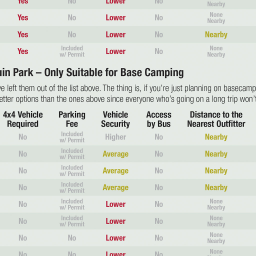 Yes No Lower No Nearby
Yes No Lower No None Nearby
Yes No Lower No Nearby
Yes Included w/ Permit Lower No None Nearby
in Park – Only Suitable for Base Camping
e left them out of the list above. The thing is, if you're just planning on basecamp
etter options than the ones above since everyone who's going on a long trip won'
4x4 Vehicle Required Parking Fee Vehicle Security Access by Bus Distance to the Nearest Outfitter
No Included w/ Permit Higher No Nearby
No Included w/ Permit Average No Nearby
No Included w/ Permit Average No Nearby
No Included w/ Permit Average No Nearby
No Included w/ Permit Lower No None Nearby
No Included w/ Permit Lower No None Nearby
No No Lower No None Nearby
No No Lower No None